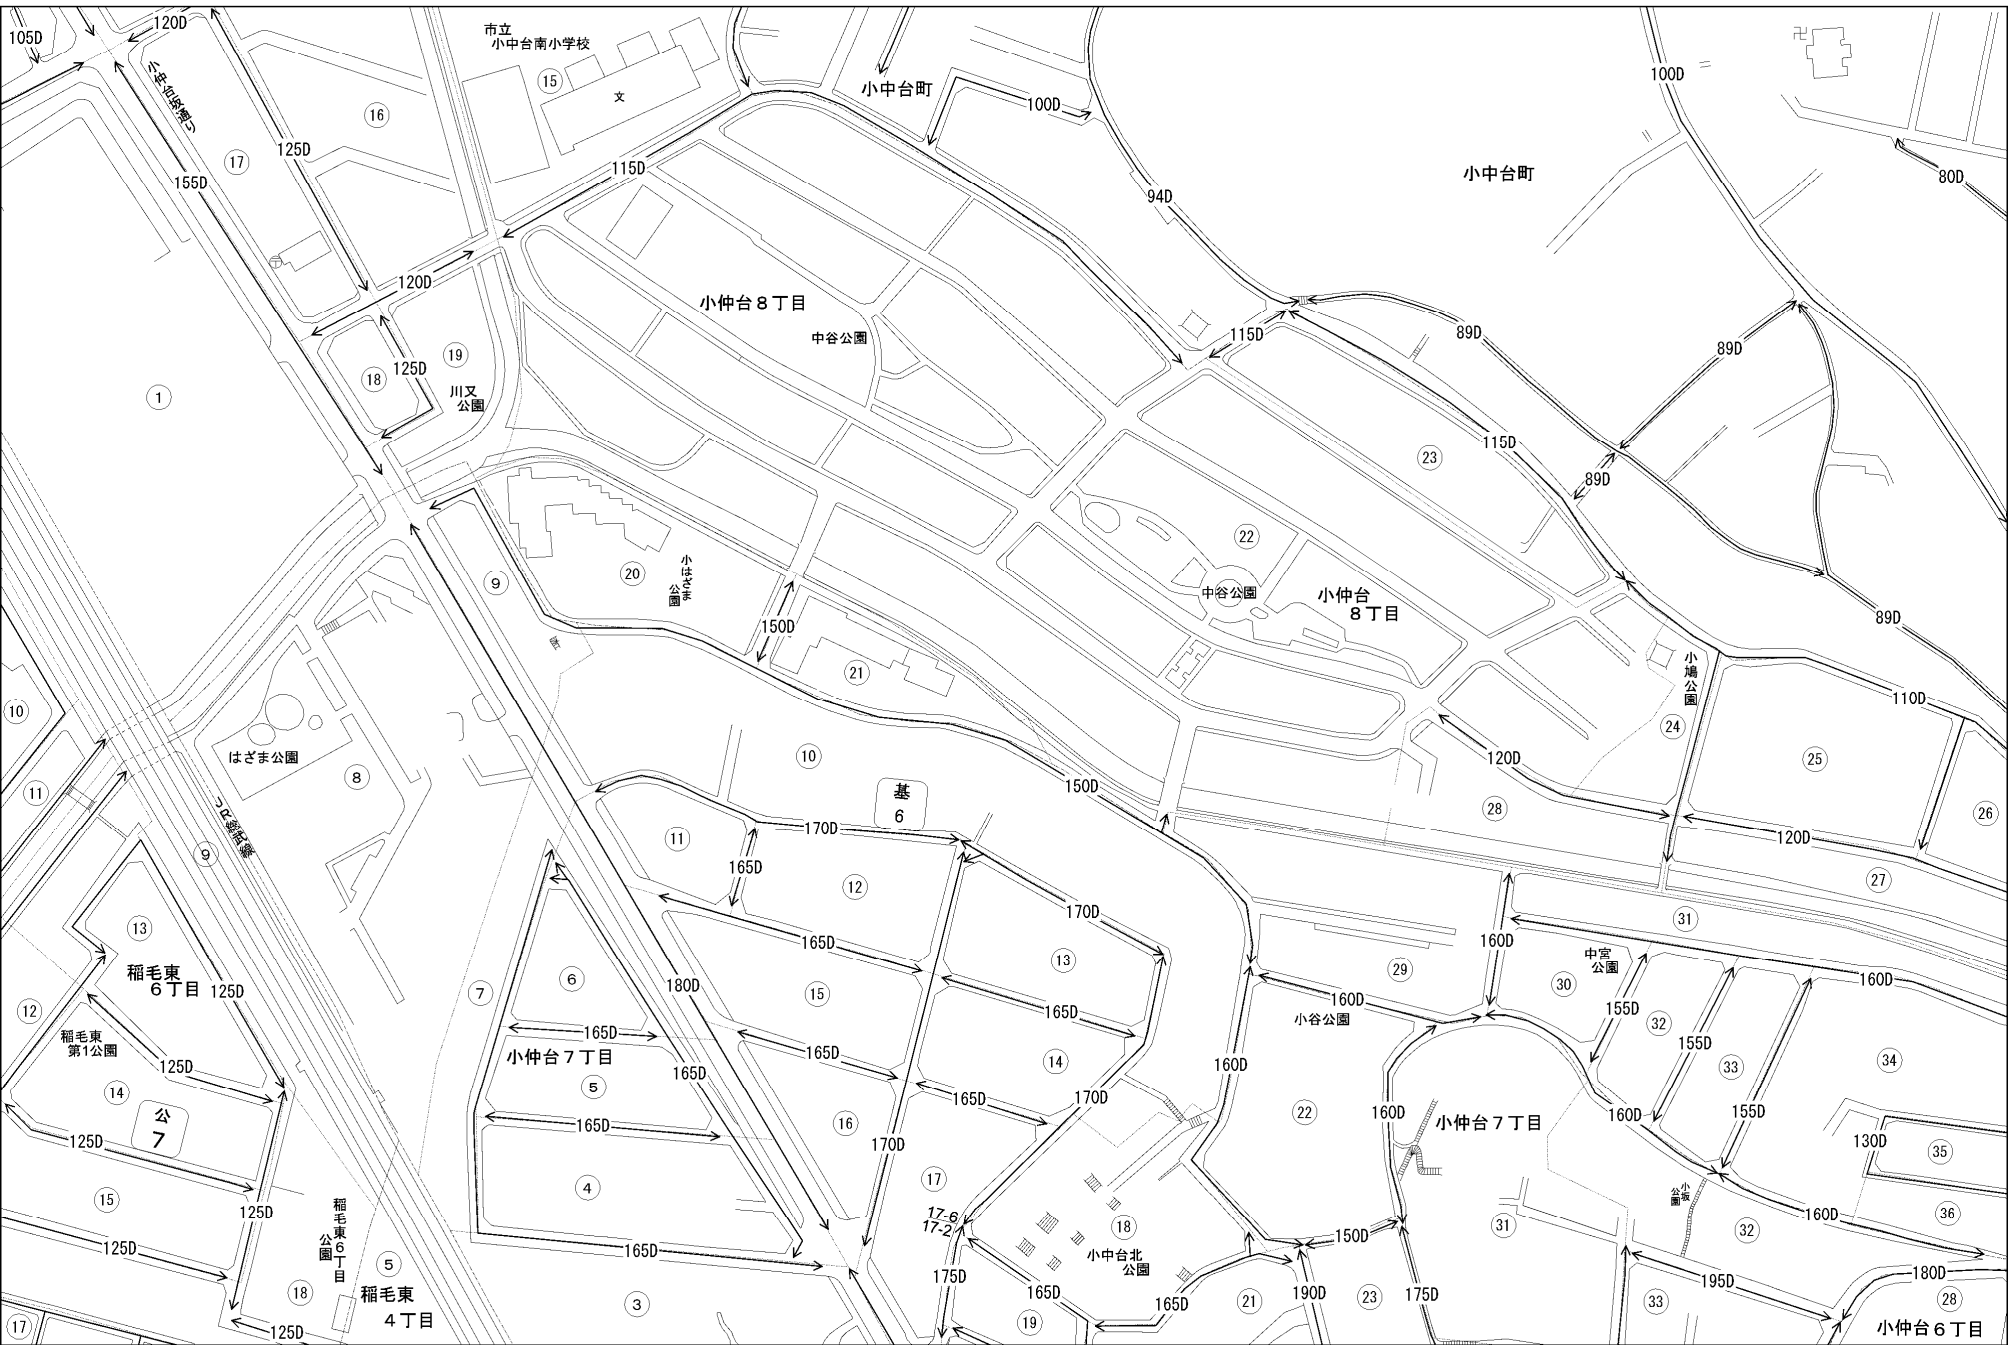 105D
120D
市立
小中台南小学校
15
文
小仲台坂通り
16
125D
17
155D
小中台町
100D
94D
小中台町
100D
80D
115D
120D
小仲台8丁目
中谷公園
115D
89D
89D
1
18
125D
19
川又
公園
115D
23
89D
22
中谷公園
小仲台
8丁目
9
20
小はざま
公園
150D
21
89D
小鳩公園
110D
24
25
120D
28
26
120D
27
10
11
はざま公園
8
JR総武線
9
10
基
6
150D
11
170D
165D
12
170D
165D
13
180D
31
160D
中宮
公園
160D
30
29
160D
小谷公園
155D
32
155D
33
155D
34
13
稲毛東
6丁目
125D
12
稲毛東
第1公園
125D
14
公
7
125D
15
125D
125D
7
6
165D
小仲台7丁目
5
165D
165D
4
165D
15
165D
165D
14
165D
170D
16
170D
17
17-6
17-2
160D
22
160D
小仲台7丁目
160D
130D
35
36
小坂
公園
31
32
160D
18
小中台北
公園
150D
175D
165D
165D
19
21
190D
23
175D
195D
33
180D
28
小仲台6丁目
稲毛東6丁目
公園
18
5
稲毛東
4丁目
17
125D
3